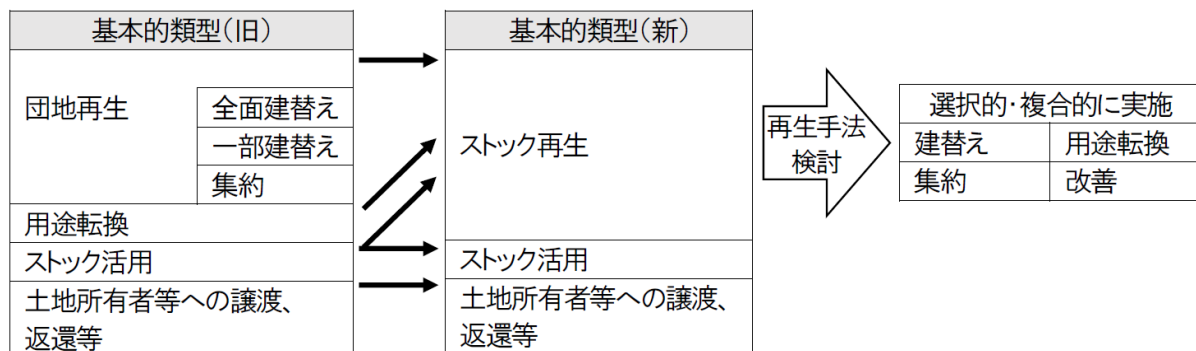 基本的類型(旧)
団地再生
全面建替え
一部建替え
集約
用途転換
ストック活用
土地所有者等への譲渡、
返還等
基本的類型(新)
ストック再生
ストック活用
土地所有者等への譲渡、
返還等
再生手法
検討
選択的・複合的に実施
建替え
用途転換
集約
改善